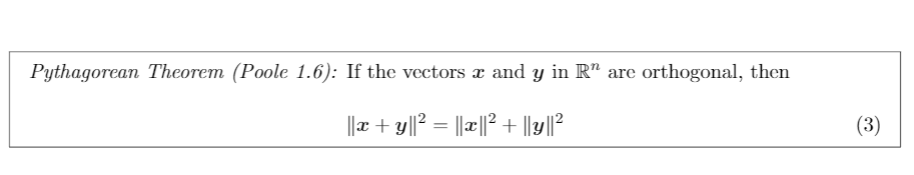 Pythagorean Theorem (Poole 1.6): If the vectors x and y in ℝⁿ are orthogonal, then
‖x + y‖² = ‖x‖² + ‖y‖² (3)